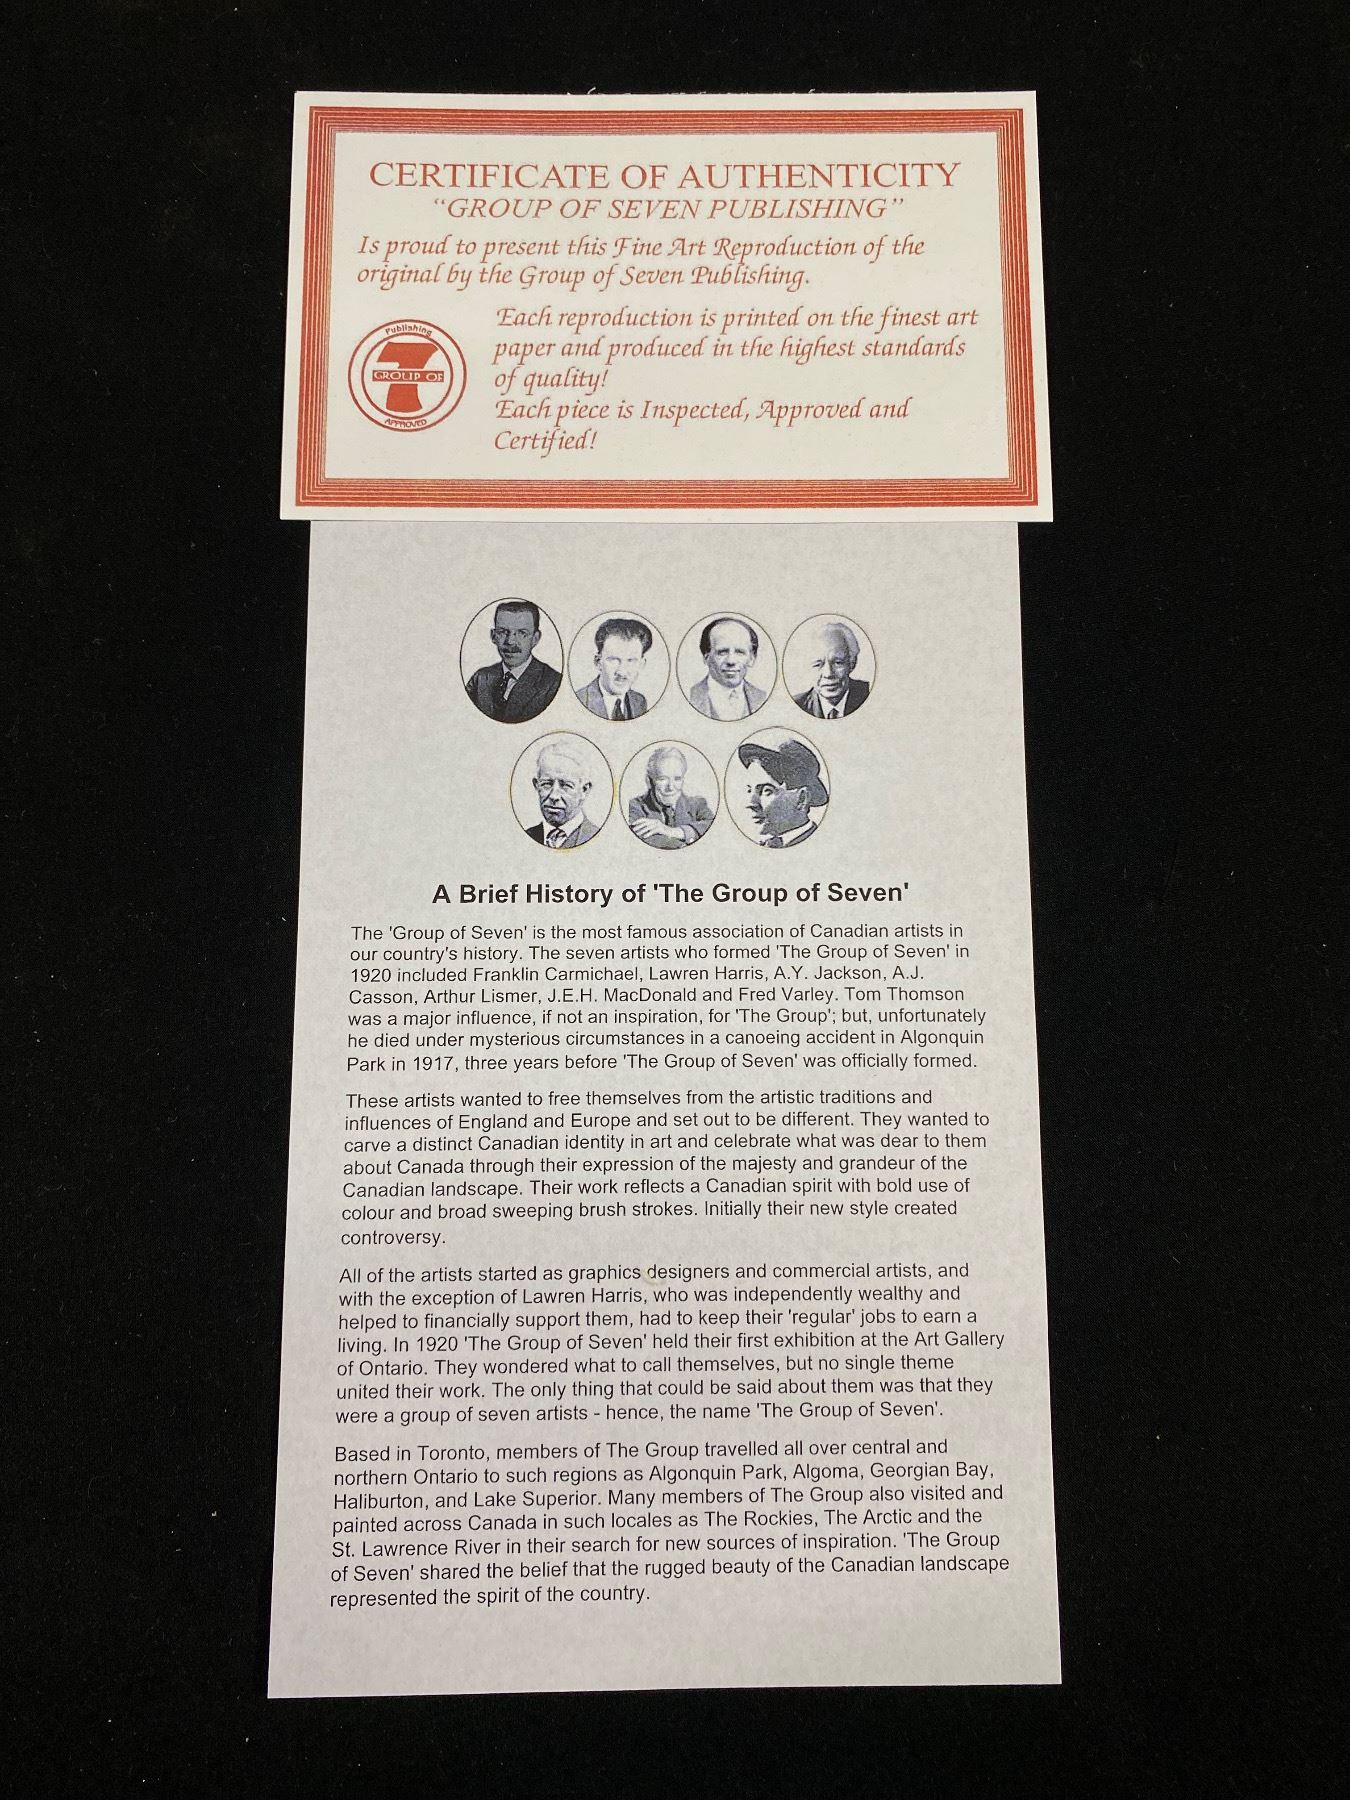 CERTIFICATE OF AUTHENTICITY
"GROUP OF SEVEN PUBLISHING"
Is proud to present this Fine Art Reproduction of the
original by the Group of Seven Publishing.
Each reproduction is printed on the finest art
paper and produced in the highest standards
of quality!
Each piece is Inspected, Approved and
Certified!
Publishing
7
GROUP OF
APPROVED
A Brief History of 'The Group of Seven'
The 'Group of Seven' is the most famous association of Canadian artists in
our country's history. The seven artists who formed 'The Group of Seven' in
1920 included Franklin Carmichael, Lawren Harris, A.Y. Jackson, A.J.
Casson, Arthur Lismer, J.E.H. MacDonald and Fred Varley. Tom Thomson
was a major influence, if not an inspiration, for 'The Group'; but, unfortunately
he died under mysterious circumstances in a canoeing accident in Algonquin
Park in 1917, three years before 'The Group of Seven' was officially formed.
These artists wanted to free themselves from the artistic traditions and
influences of England and Europe and set out to be different. They wanted to
carve a distinct Canadian identity in art and celebrate what was dear to them
about Canada through their expression of the majesty and grandeur of the
Canadian landscape. Their work reflects a Canadian spirit with bold use of
colour and broad sweeping brush strokes. Initially their new style created
controversy.
All of the artists started as graphics designers and commercial artists, and
with the exception of Lawren Harris, who was independently wealthy and
helped to financially support them, had to keep their 'regular' jobs to earn a
living. In 1920 'The Group of Seven' held their first exhibition at the Art Gallery
of Ontario. They wondered what to call themselves, but no single theme
united their work. The only thing that could be said about them was that they
were a group of seven artists - hence, the name 'The Group of Seven'.
Based in Toronto, members of The Group travelled all over central and
northern Ontario to such regions as Algonquin Park, Algoma, Georgian Bay,
Haliburton, and Lake Superior. Many members of The Group also visited and
painted across Canada in such locales as The Rockies, The Arctic and the
St. Lawrence River in their search for new sources of inspiration. 'The Group
of Seven' shared the belief that the rugged beauty of the Canadian landscape
represented the spirit of the country.